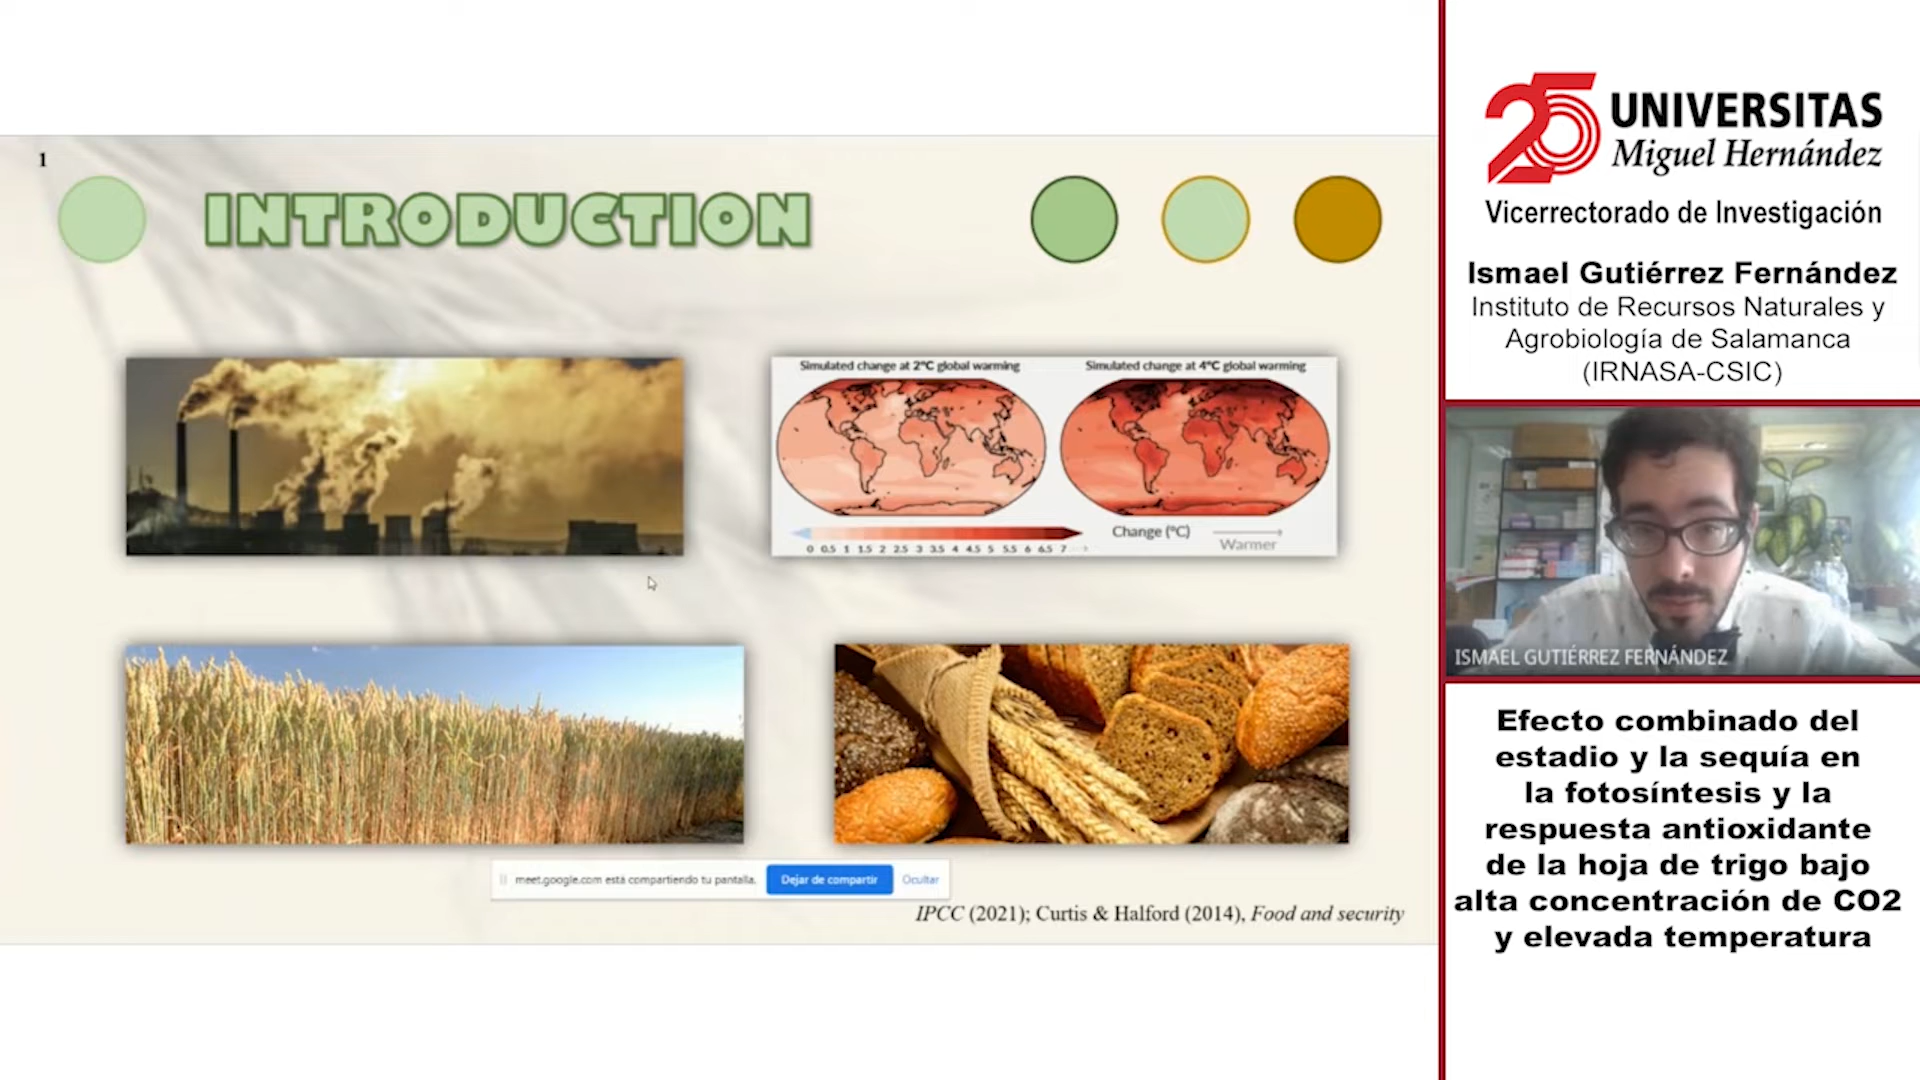 1
INTRODUCTION
Simulated change at 2°C global warming
Simulated change at 4°C global warming
0 0.5 1 1.5 2 2.5 3 3.5 4 4.5 5 5.5 6 6.5 7
Change (°C)
Warmer
meet.google.com está compartiendo tu pantalla.
Dejar de compartir
Ocultar
IPCC (2021); Curtis & Halford (2014), Food and security
25 UNIVERSITAS
Miguel Hernández
Vicerrectorado de Investigación
Ismael Gutiérrez Fernández
Instituto de Recursos Naturales y
Agrobiología de Salamanca
(IRNASA-CSIC)
ISMAEL GUTIÉRREZ FERNÁNDEZ
Efecto combinado del
estadio y la sequía en
la fotosíntesis y la
respuesta antioxidante
de la hoja de trigo bajo
alta concentración de CO2
y elevada temperatura